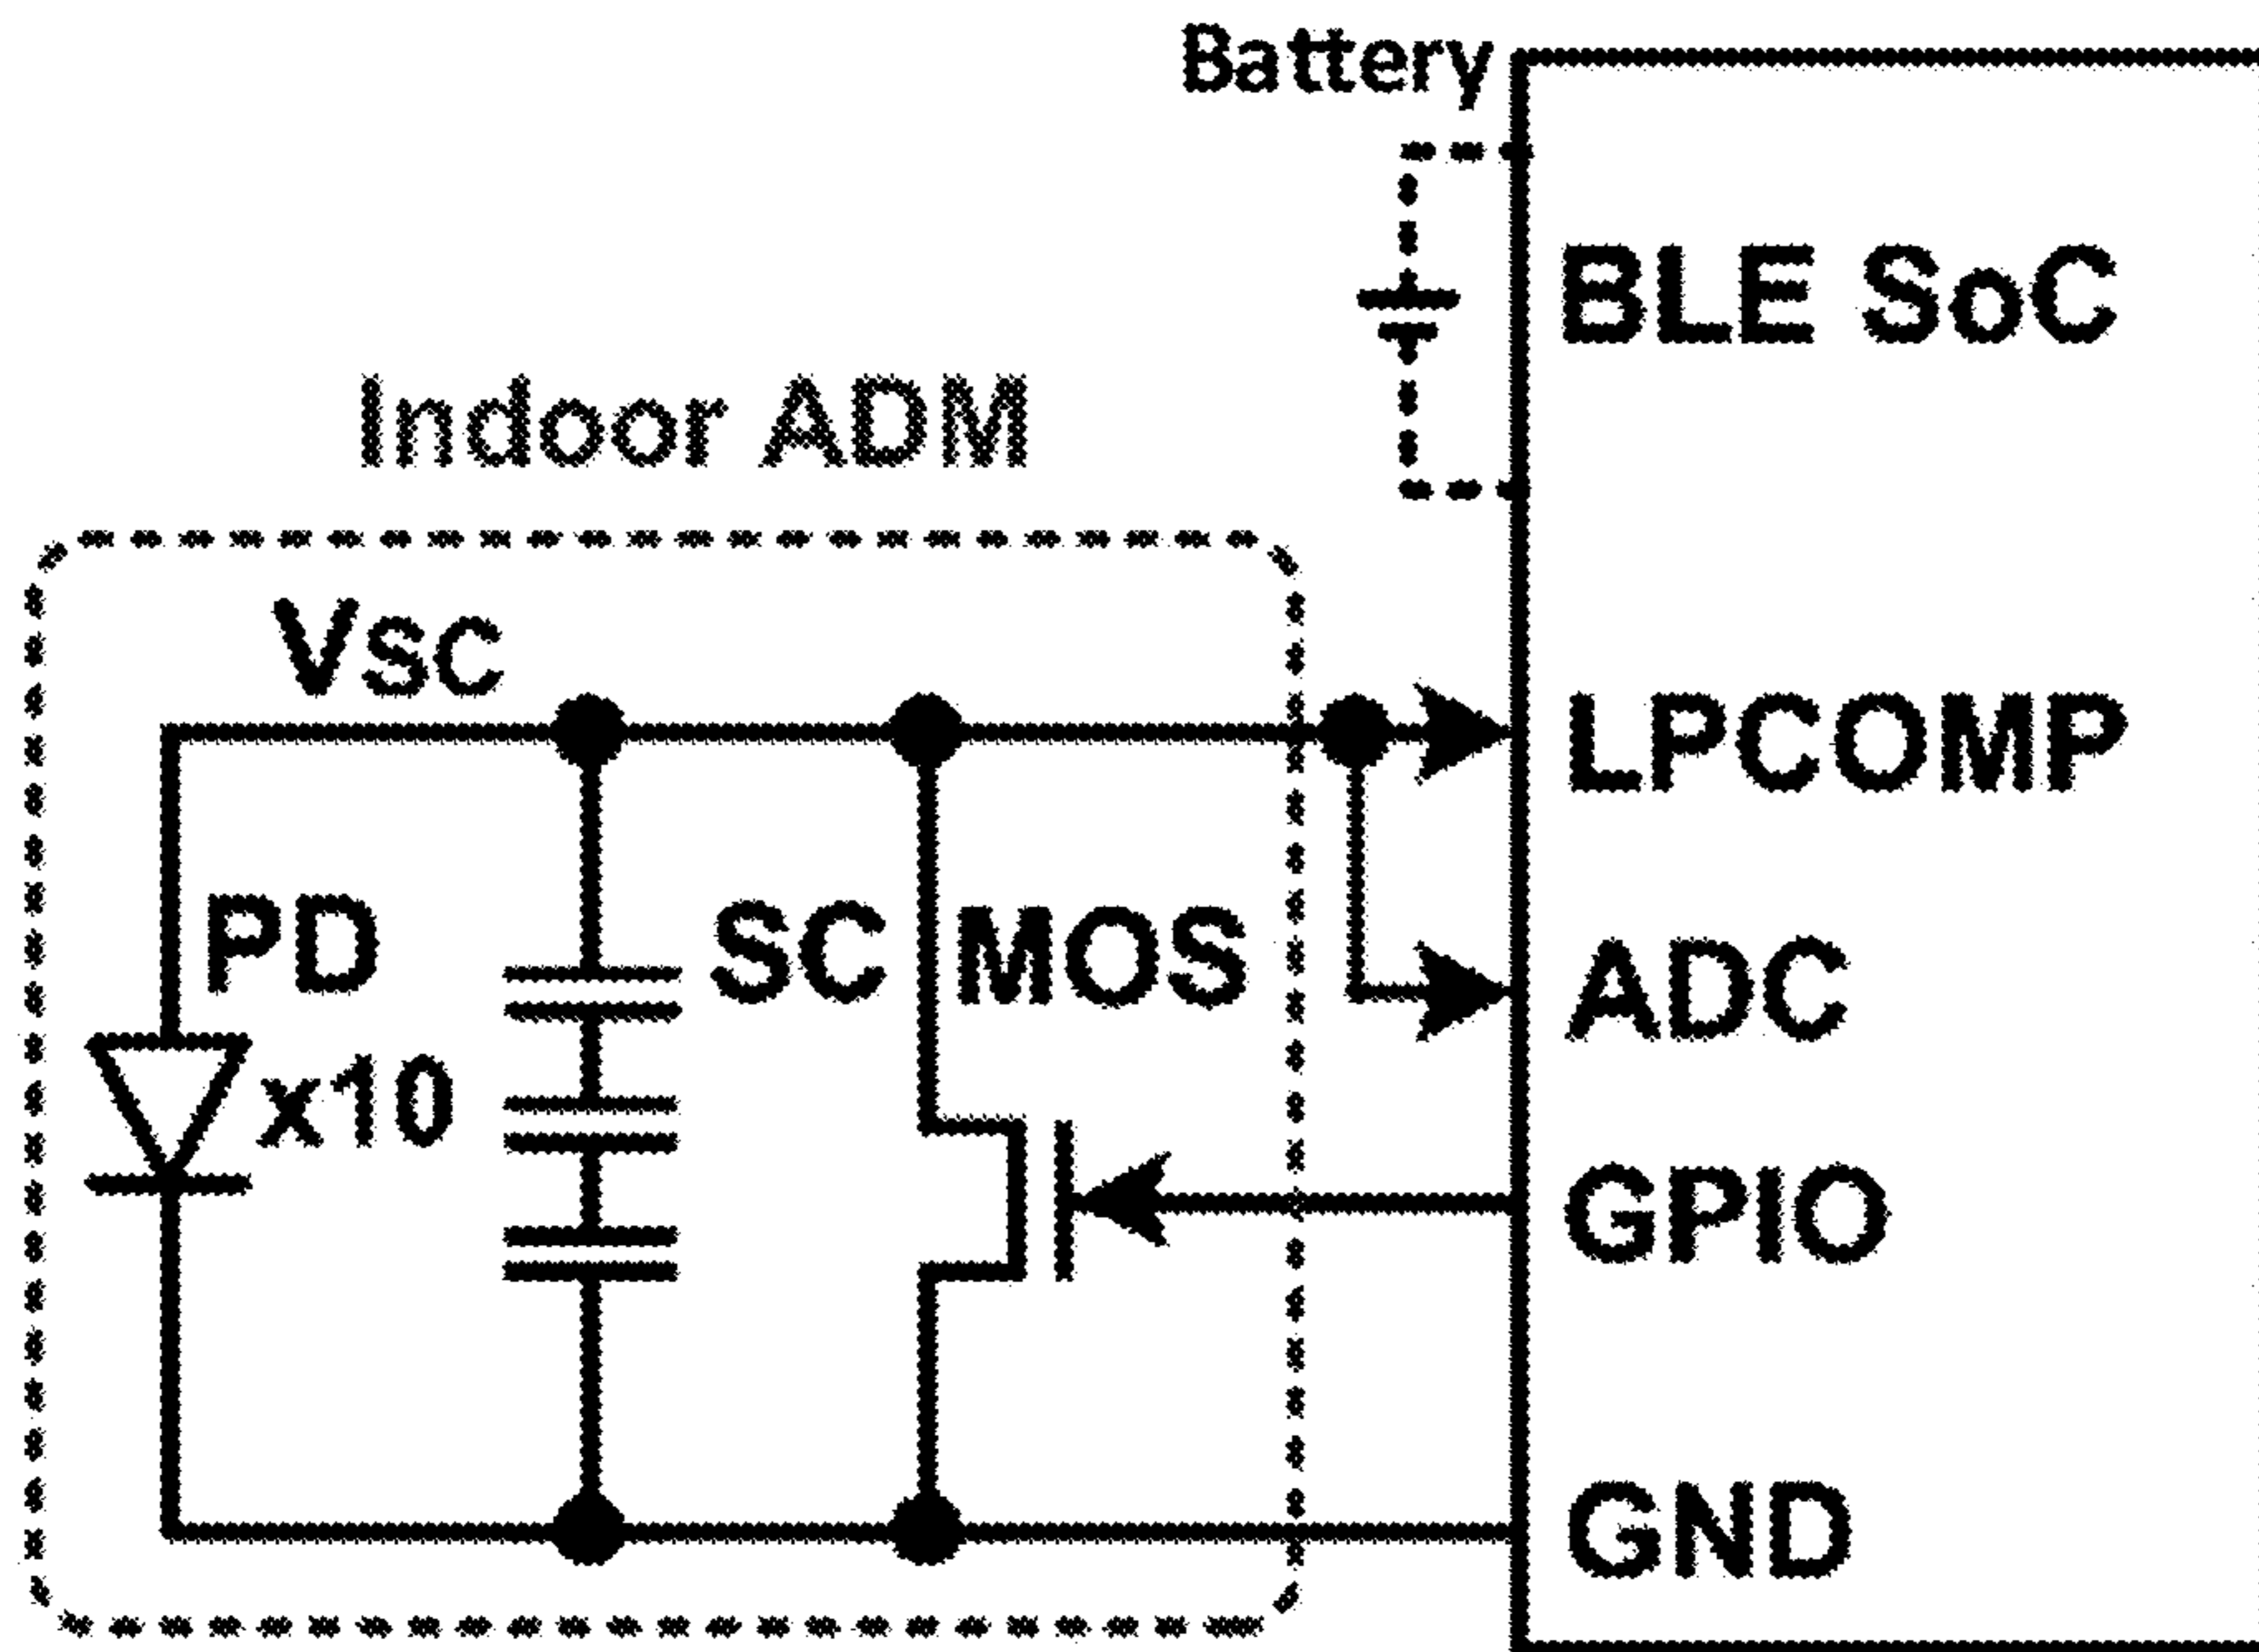 Battery
BLE SoC
Indoor ADM
Vsc
LPCOMP
PD
SC MOS
ADC
x10
GPIO
GND